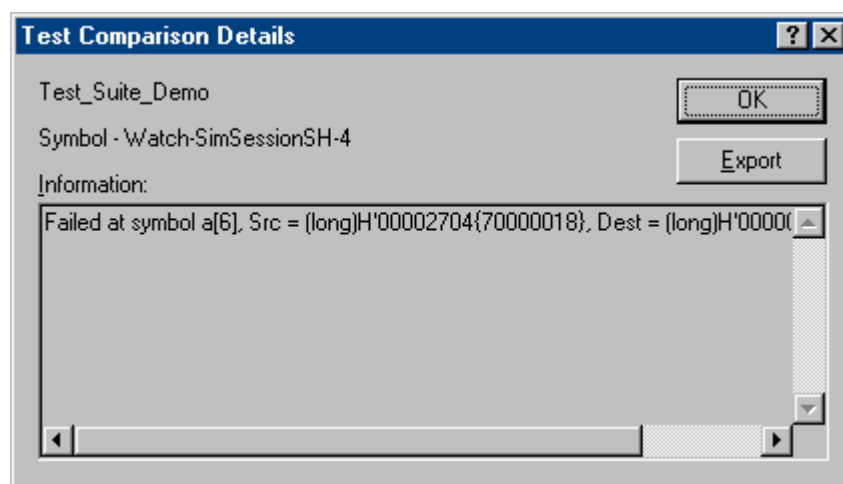 Test Comparison Details
Test_Suite_Demo
OK
Symbol - Watch-SimSessionSH-4
Export
Information:
Failed at symbol a[6], Src = (long)H'00002704{70000018}, Dest = (long)H'0000